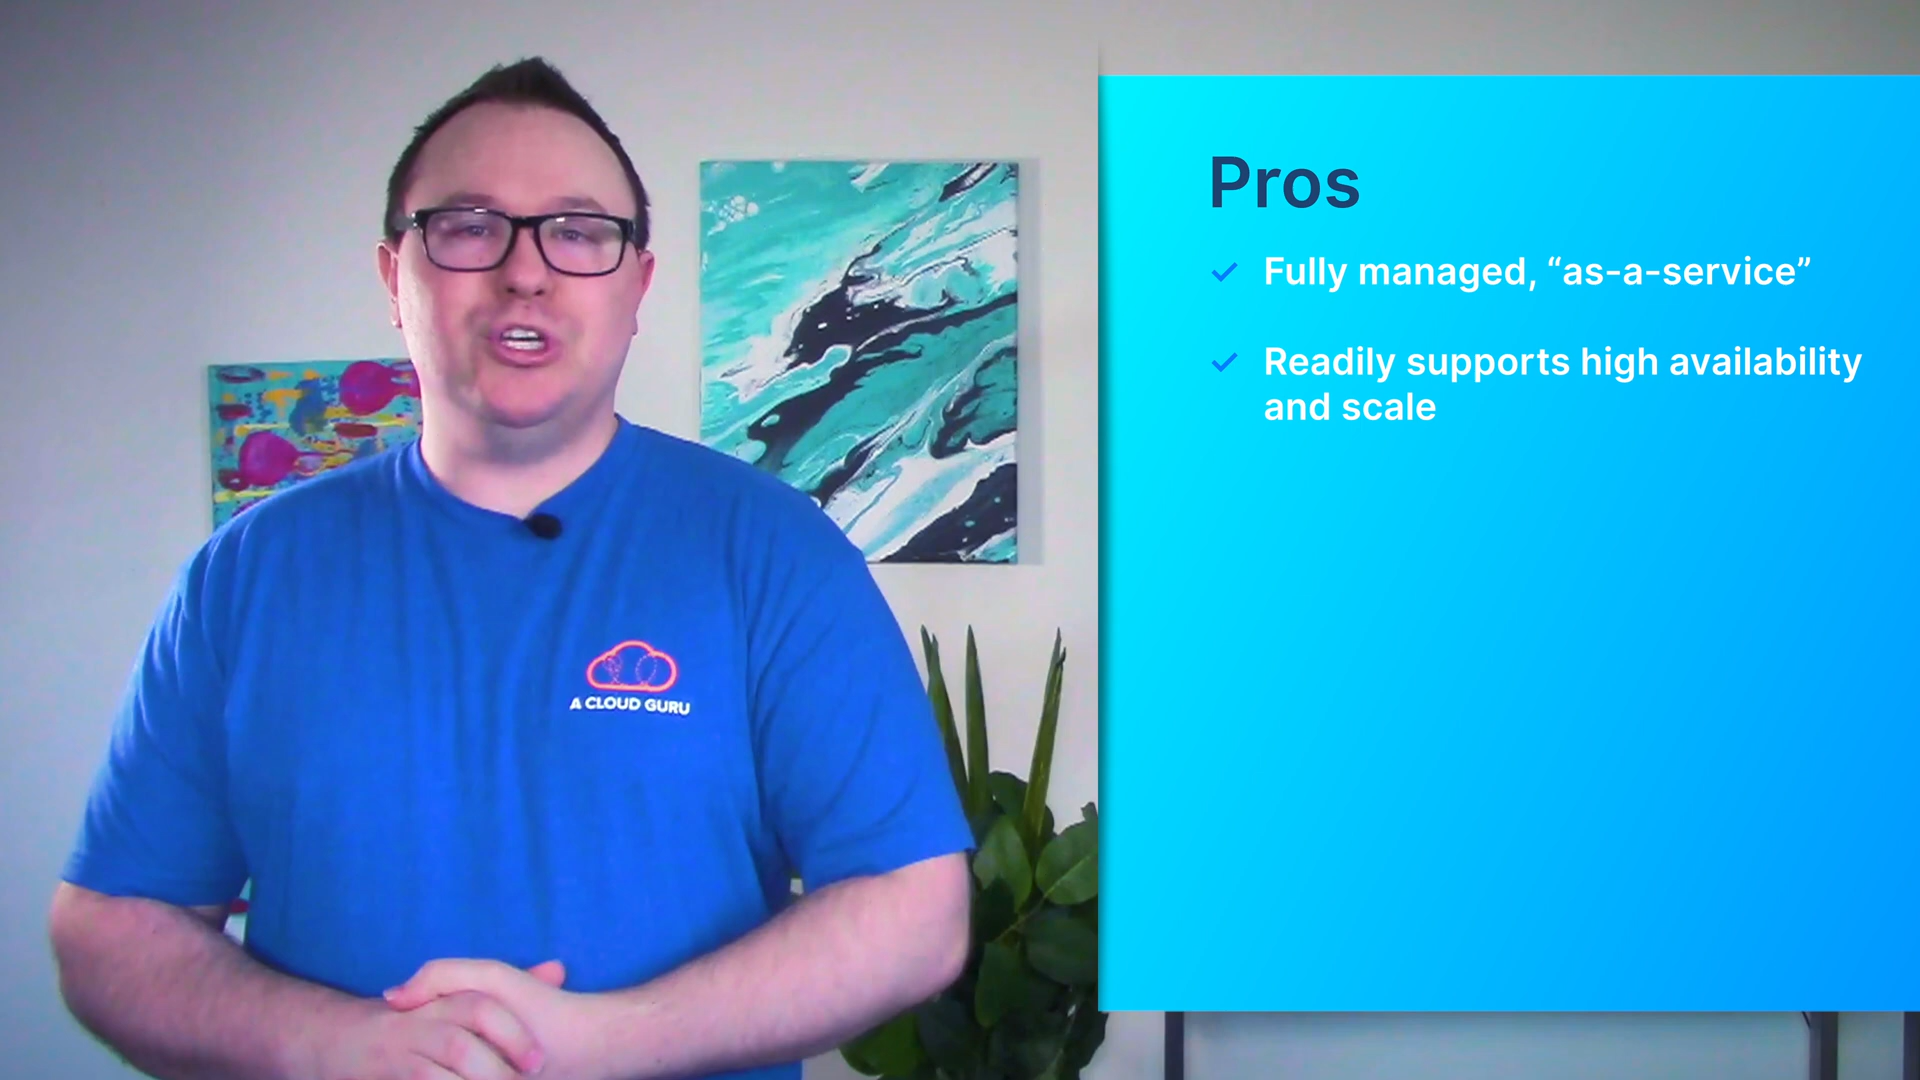 Pros
Fully managed, “as-a-service”
Readily supports high availability
and scale
A CLOUD GURU